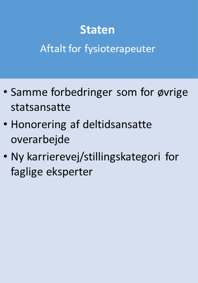 Staten
Aftalt for fysioterapeuter
• Samme forbedringer som for øvrige
statsansatte
• Honorering af deltidsansatte
overarbejde
• Ny karrierevej/stillingskategori for
faglige eksperter